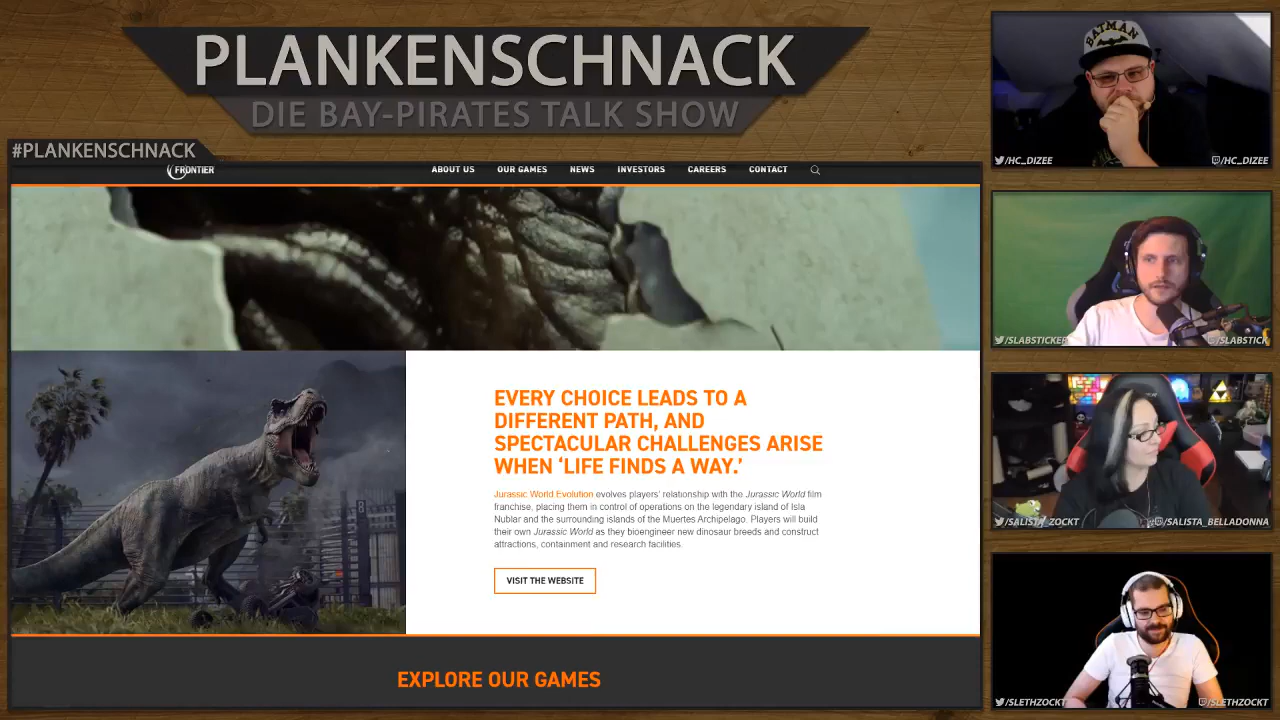 PLANKENSCHNACK
DIE BAY-PIRATES TALK SHOW
#PLANKENSCHNACK
FRONTIER
ABOUT US OUR GAMES NEWS INVESTORS CAREERS CONTACT
EVERY CHOICE LEADS TO A
DIFFERENT PATH, AND
SPECTACULAR CHALLENGES ARISE
WHEN ‘LIFE FINDS A WAY.’
Jurassic World Evolution evolves players' relationship with the Jurassic World film
franchise, placing them in control of operations on the legendary island of Isla
Nublar and the surrounding islands of the Muertes Archipelago. Players will build
their own Jurassic World as they bioengineer new dinosaur breeds and construct
attractions, containment and research facilities.
VISIT THE WEBSITE
EXPLORE OUR GAMES
BATMAN
/HC_DIZEE /HC_DIZEE
/SLABSTICKER /SLABSTICK
/SALISTA_ZOCKT /SALISTA_BELLADONNA
/SLETHZOCKT /SLETHZOCKT